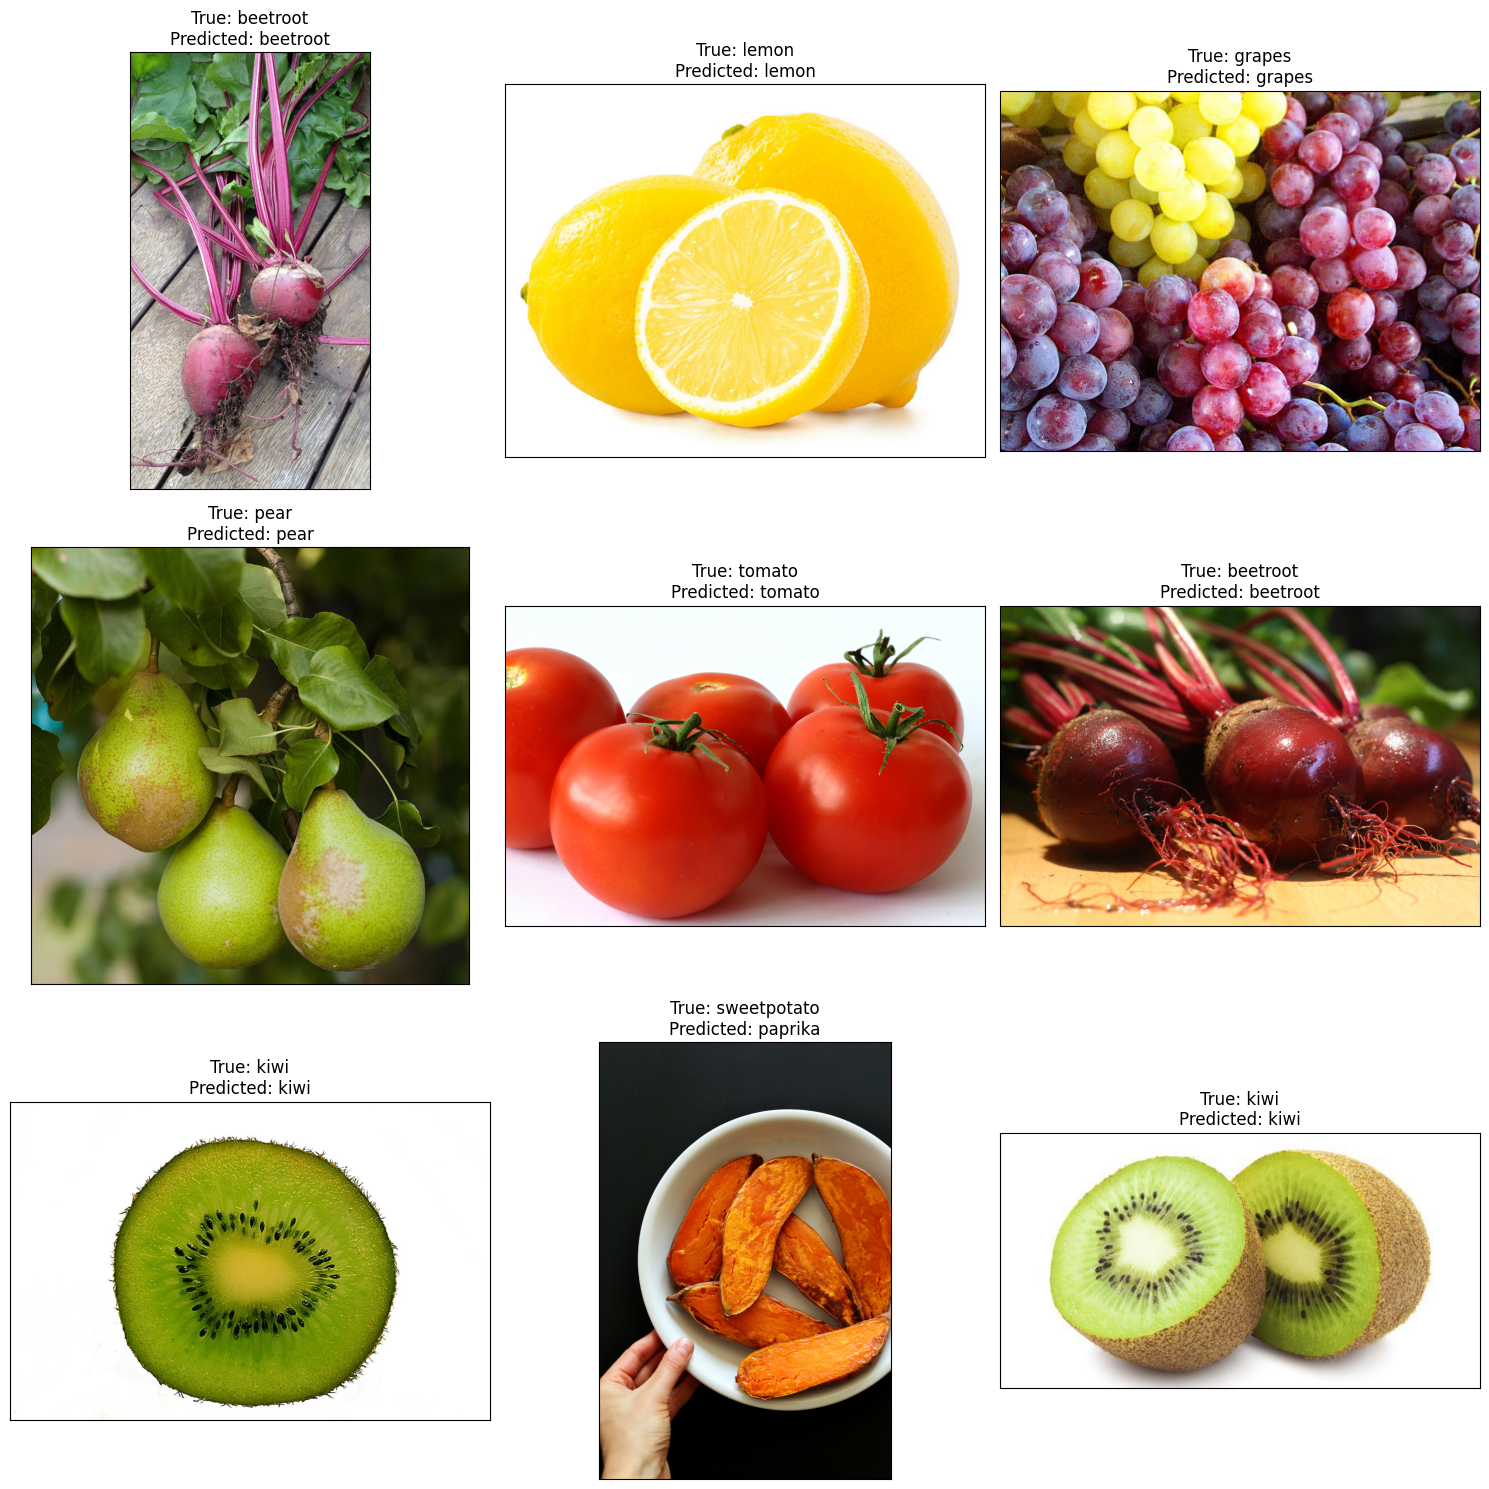 True: beetroot
Predicted: beetroot
True: lemon
Predicted: lemon
True: grapes
Predicted: grapes
True: pear
Predicted: pear
True: tomato
Predicted: tomato
True: beetroot
Predicted: beetroot
True: kiwi
Predicted: kiwi
True: sweetpotato
Predicted: paprika
True: kiwi
Predicted: kiwi